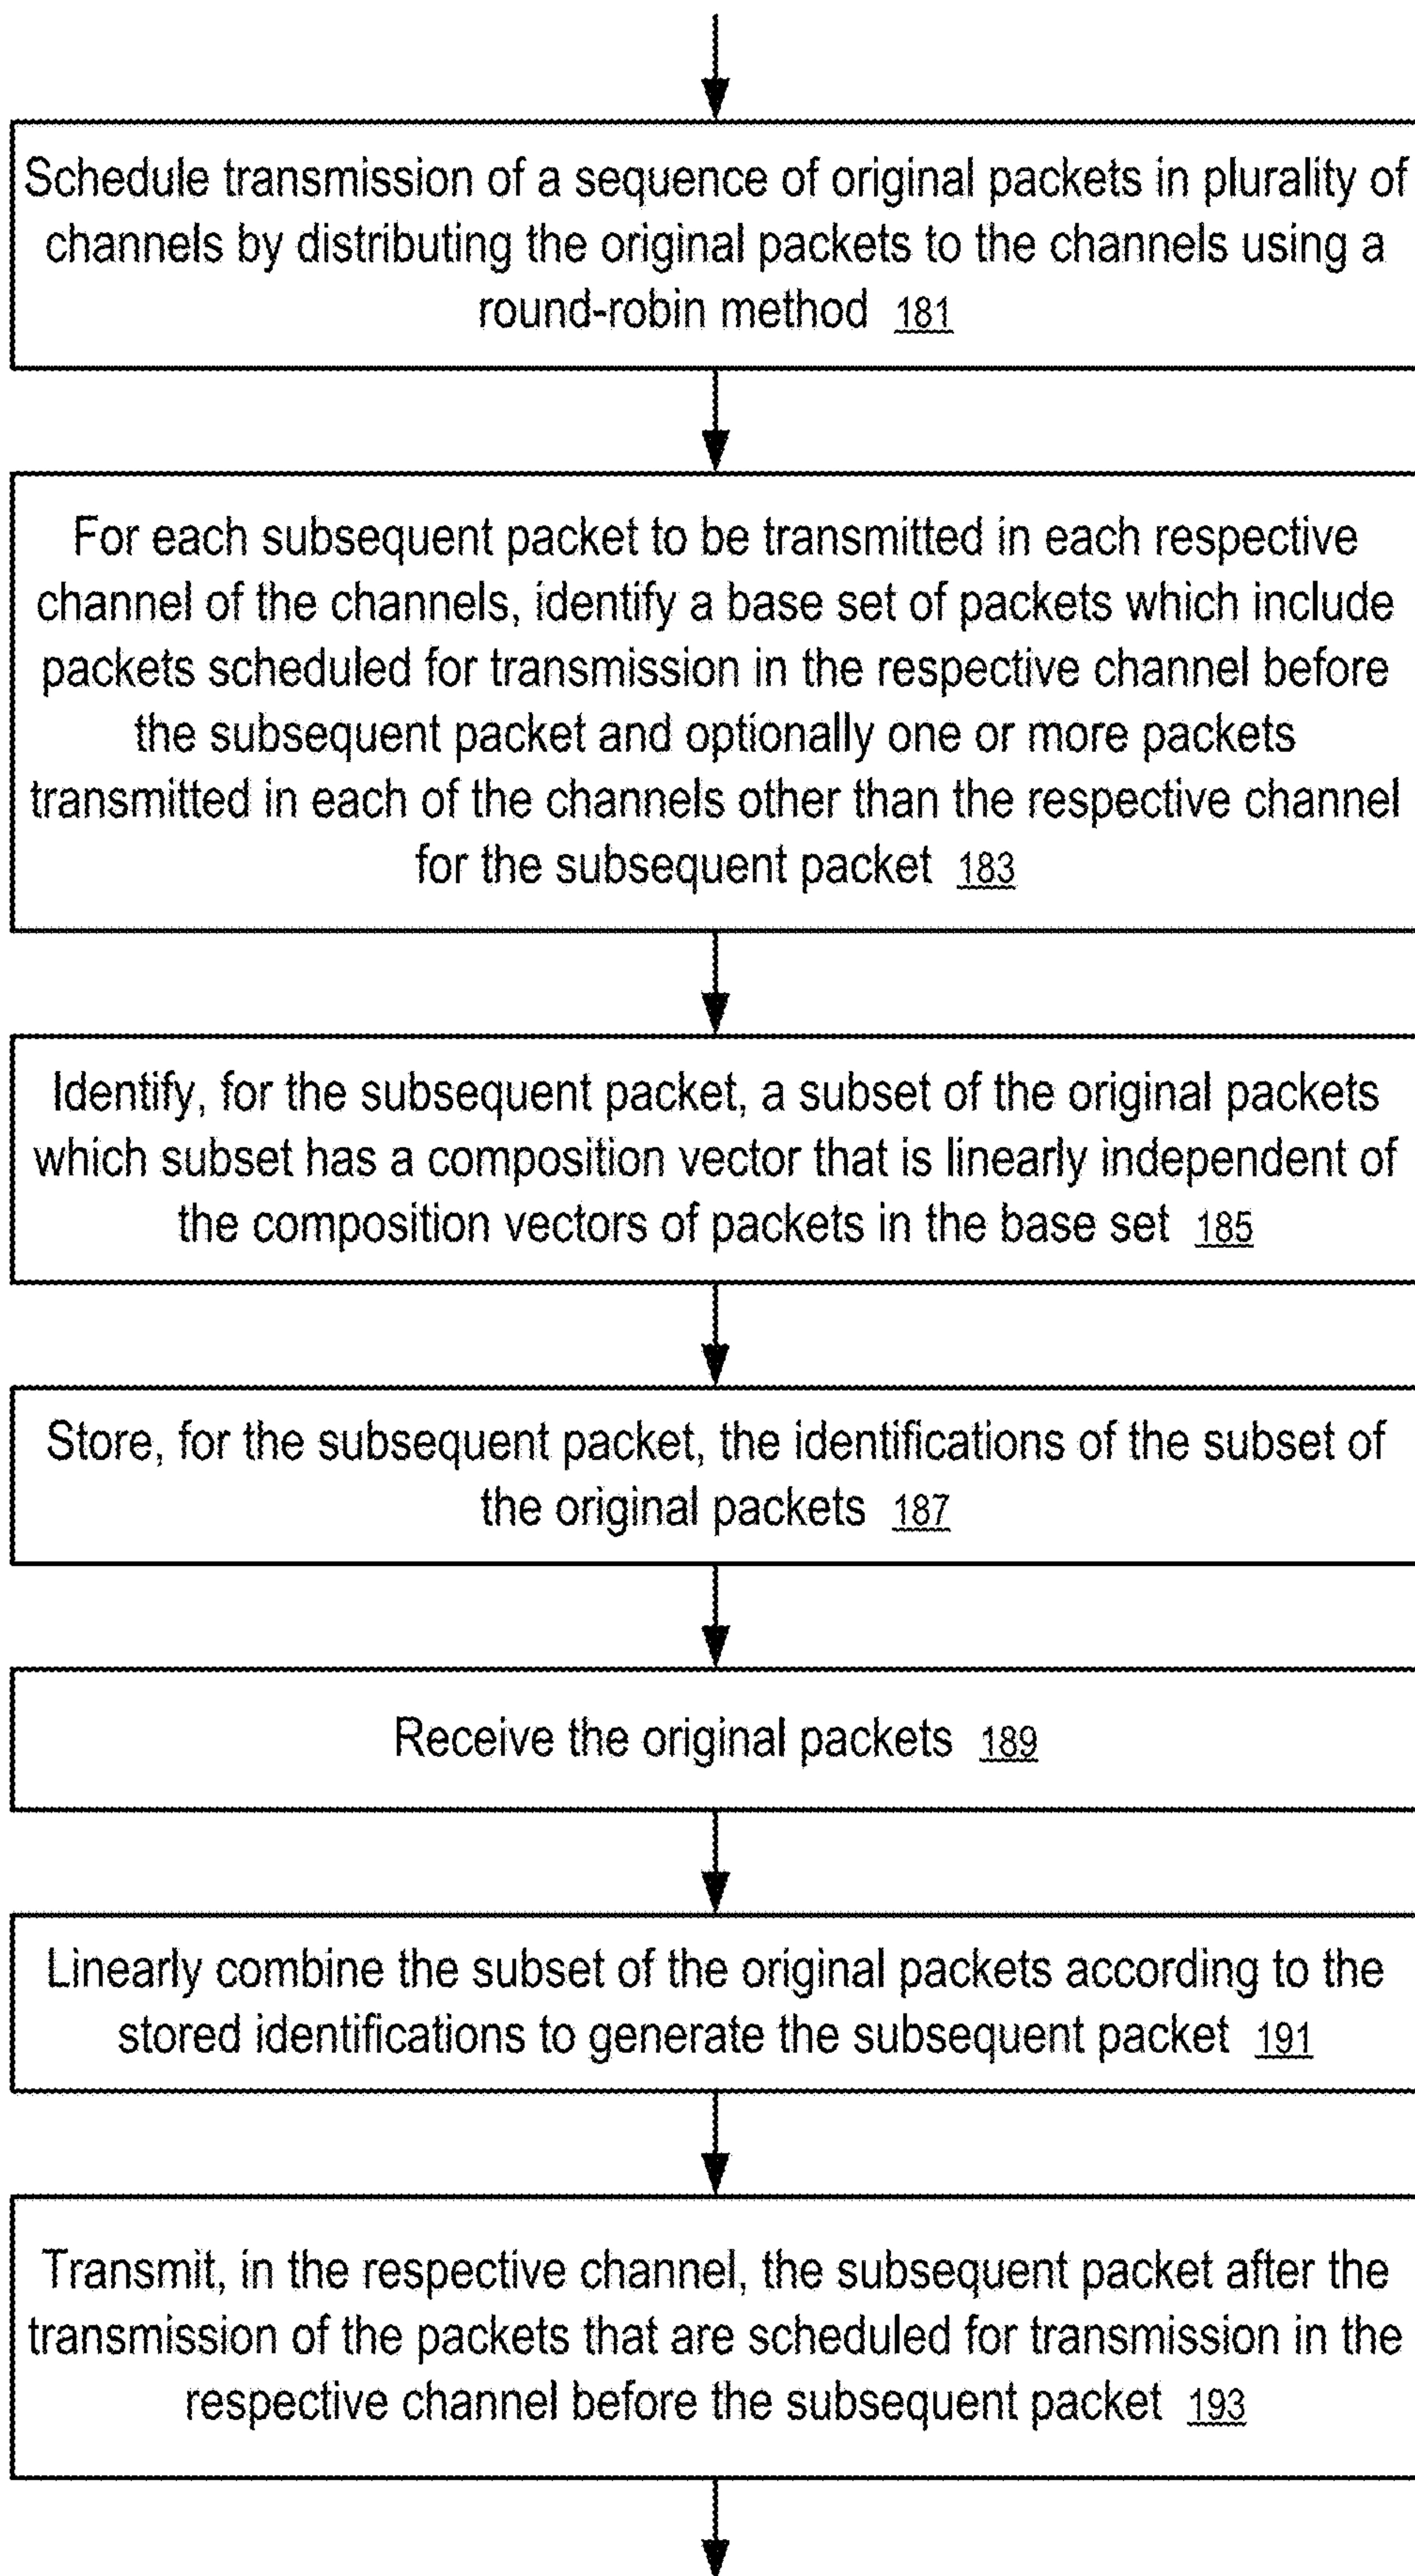 Schedule transmission of a sequence of original packets in plurality of
channels by distributing the original packets to the channels using a
round-robin method 181
For each subsequent packet to be transmitted in each respective
channel of the channels, identify a base set of packets which include
packets scheduled for transmission in the respective channel before
the subsequent packet and optionally one or more packets
transmitted in each of the channels other than the respective channel
for the subsequent packet 183
Identify, for the subsequent packet, a subset of the original packets
which subset has a composition vector that is linearly independent of
the composition vectors of packets in the base set 185
Store, for the subsequent packet, the identifications of the subset of
the original packets 187
Receive the original packets 189
Linearly combine the subset of the original packets according to the
stored identifications to generate the subsequent packet 191
Transmit, in the respective channel, the subsequent packet after the
transmission of the packets that are scheduled for transmission in the
respective channel before the subsequent packet 193